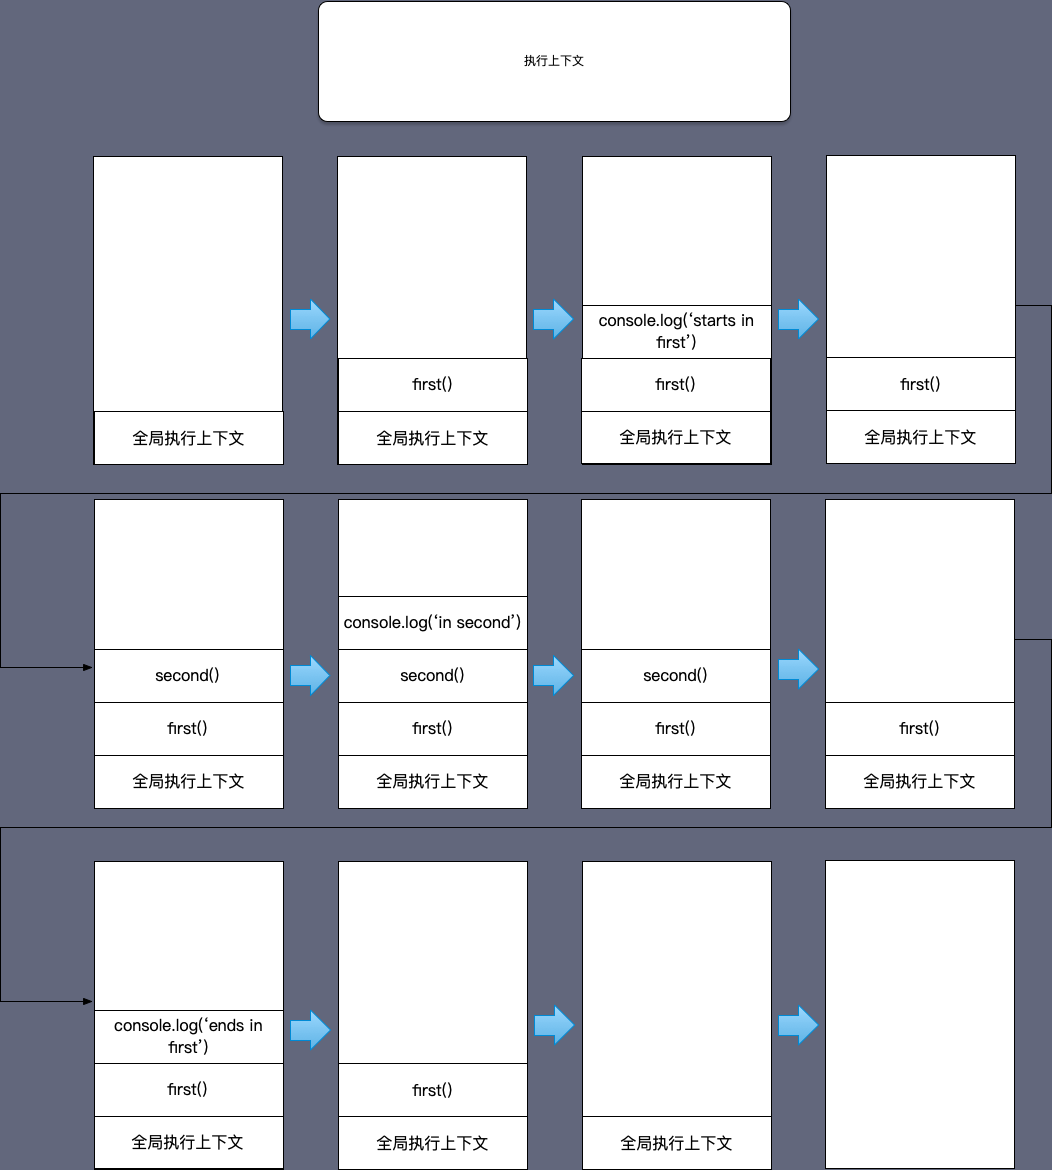 执行上下文
全局执行上下文
first()
全局执行上下文
console.log(‘starts in
first’)
first()
全局执行上下文
first()
全局执行上下文
second()
first()
全局执行上下文
console.log(‘in second’)
second()
first()
全局执行上下文
second()
first()
全局执行上下文
first()
全局执行上下文
console.log(‘ends in
first’)
first()
全局执行上下文
first()
全局执行上下文
全局执行上下文